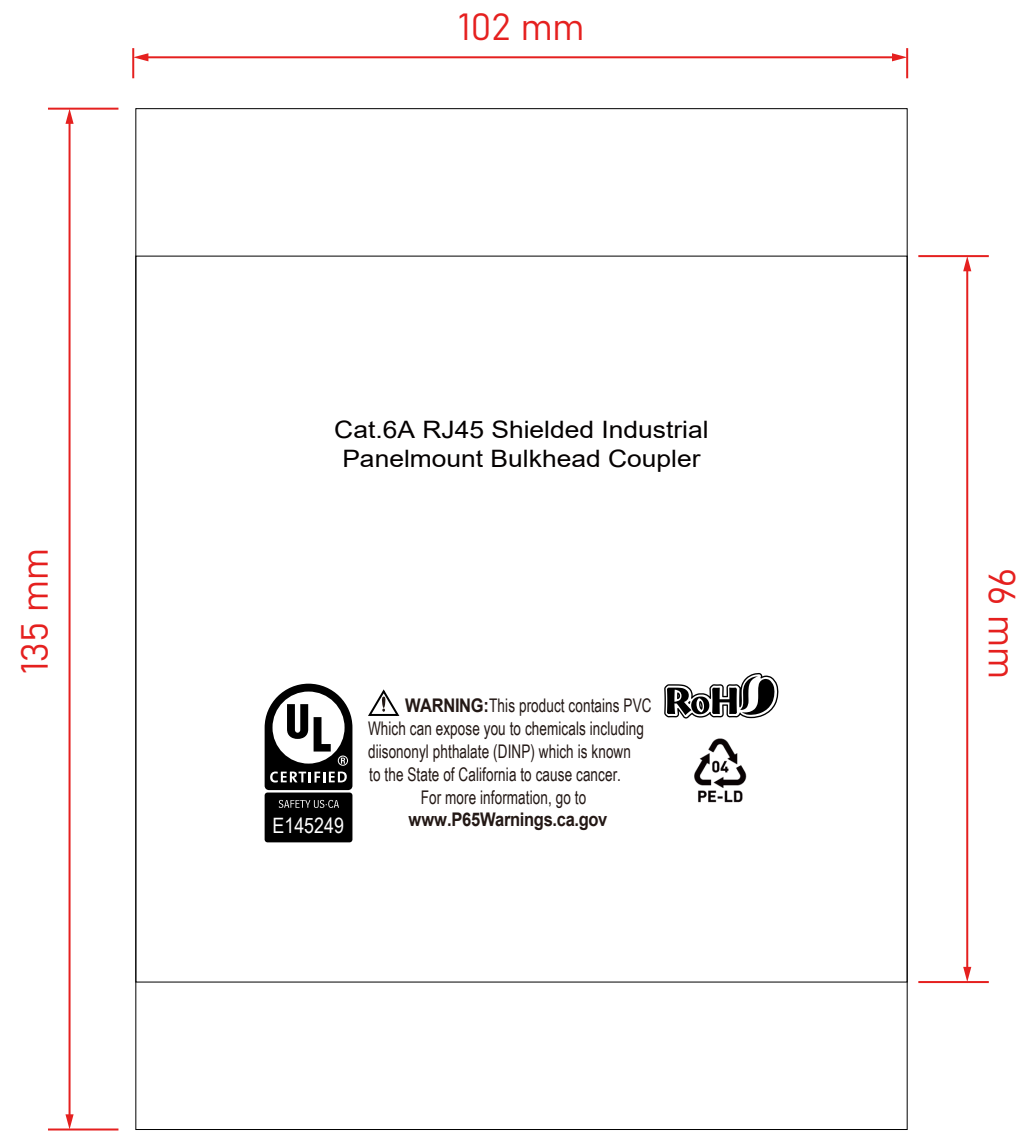 102 mm
135 mm
96 mm
Cat.6A RJ45 Shielded Industrial
Panelmount Bulkhead Coupler
UL
®
CERTIFIED
SAFETY US-CA
E145249
WARNING:This product contains PVC
Which can expose you to chemicals including
diisononyl phthalate (DINP) which is known
to the State of California to cause cancer.
For more information, go to
www.P65Warnings.ca.gov
RoHS
04
PE-LD